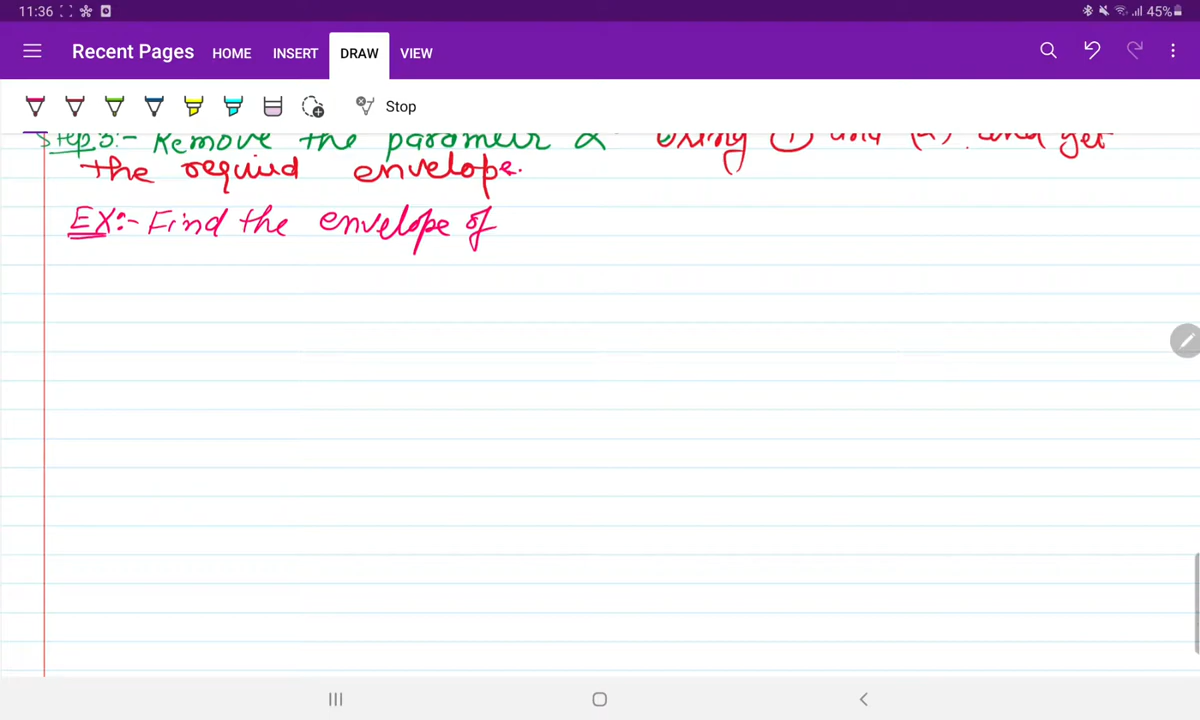 11:36 45%
Recent Pages HOME INSERT DRAW VIEW
Stop
Step 3:- Remove the parameter α using ① and (2) and get
the required envelope.
EX:- Find the envelope of